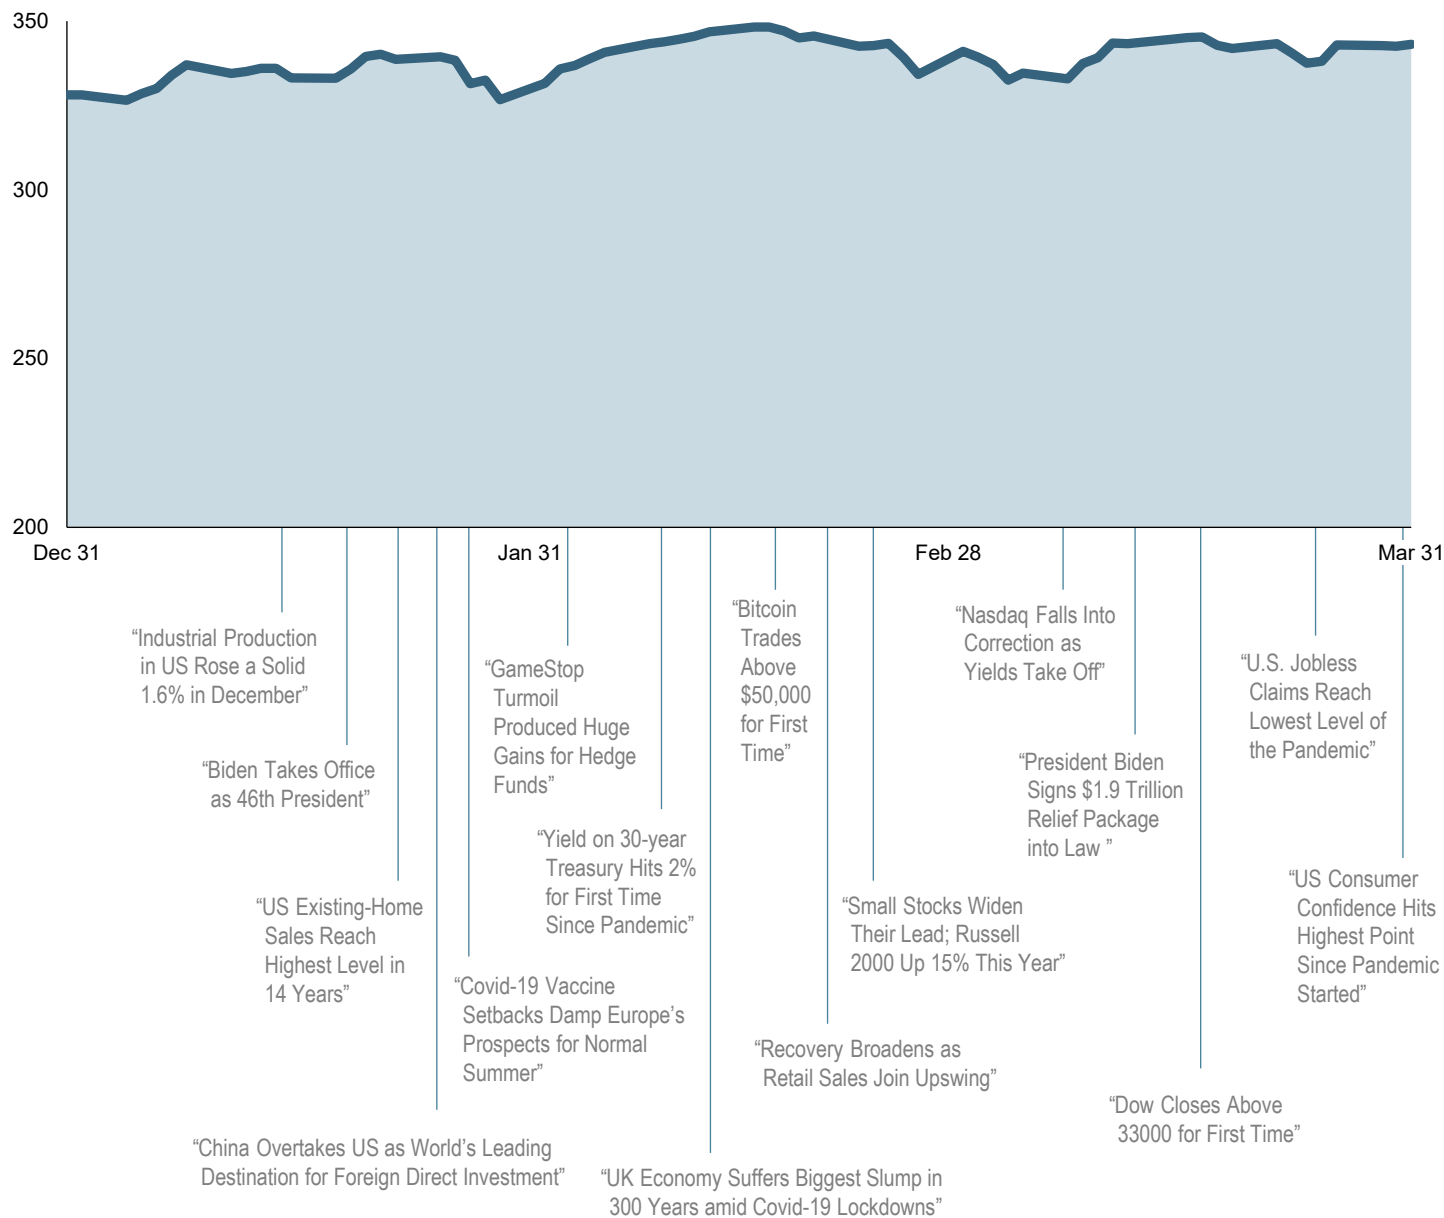 350
300
250
200
Dec 31
Jan 31
Feb 28
Mar 31
“Industrial Production
in US Rose a Solid
1.6% in December”
“Biden Takes Office
as 46th President”
“US Existing-Home
Sales Reach
Highest Level in
14 Years”
“China Overtakes US as World’s Leading
Destination for Foreign Direct Investment”
“Covid-19 Vaccine
Setbacks Damp Europe’s
Prospects for Normal
Summer”
“GameStop
Turmoil
Produced Huge
Gains for Hedge
Funds”
“Yield on 30-year
Treasury Hits 2%
for First Time
Since Pandemic”
“UK Economy Suffers Biggest Slump in
300 Years amid Covid-19 Lockdowns”
“Bitcoin
Trades
Above
$50,000
for First
Time”
“Recovery Broadens as
Retail Sales Join Upswing”
“Small Stocks Widen
Their Lead; Russell
2000 Up 15% This Year”
“Nasdaq Falls Into
Correction as
Yields Take Off”
“President Biden
Signs $1.9 Trillion
Relief Package
into Law ”
“Dow Closes Above
33000 for First Time”
“U.S. Jobless
Claims Reach
Lowest Level of
the Pandemic”
“US Consumer
Confidence Hits
Highest Point
Since Pandemic
Started”